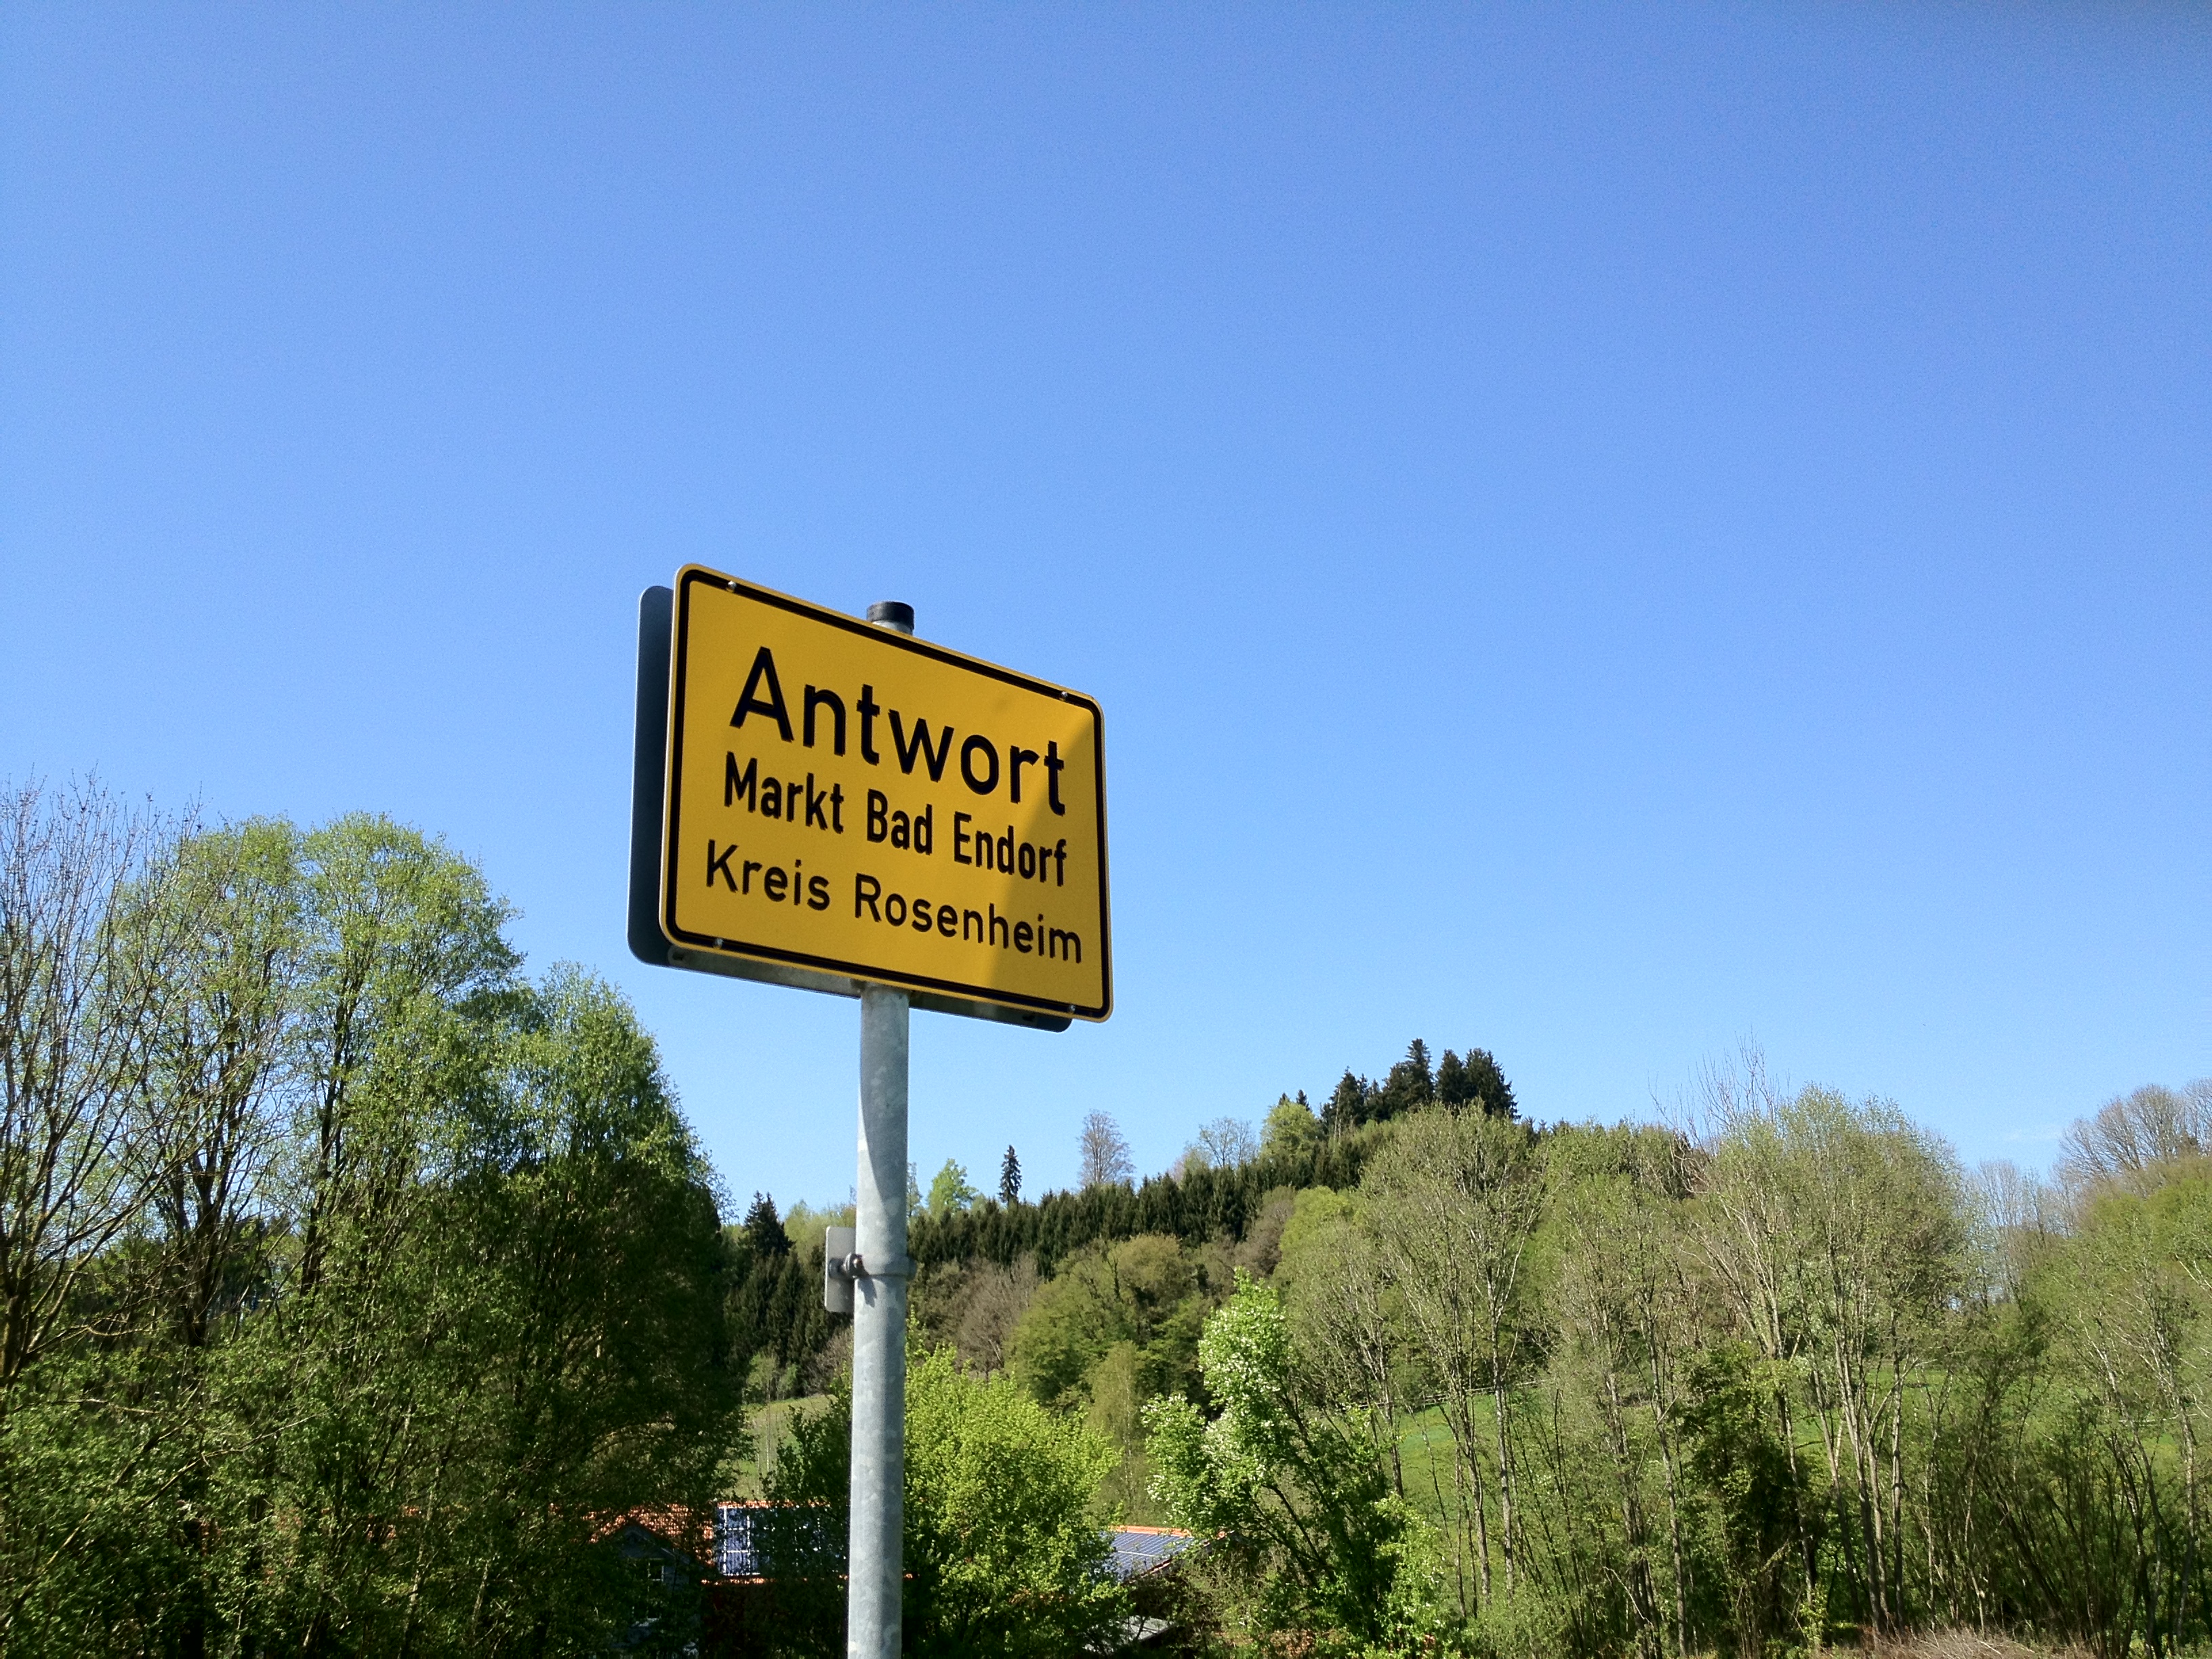 Antwort
Markt Bad Endorf
Kreis Rosenheim